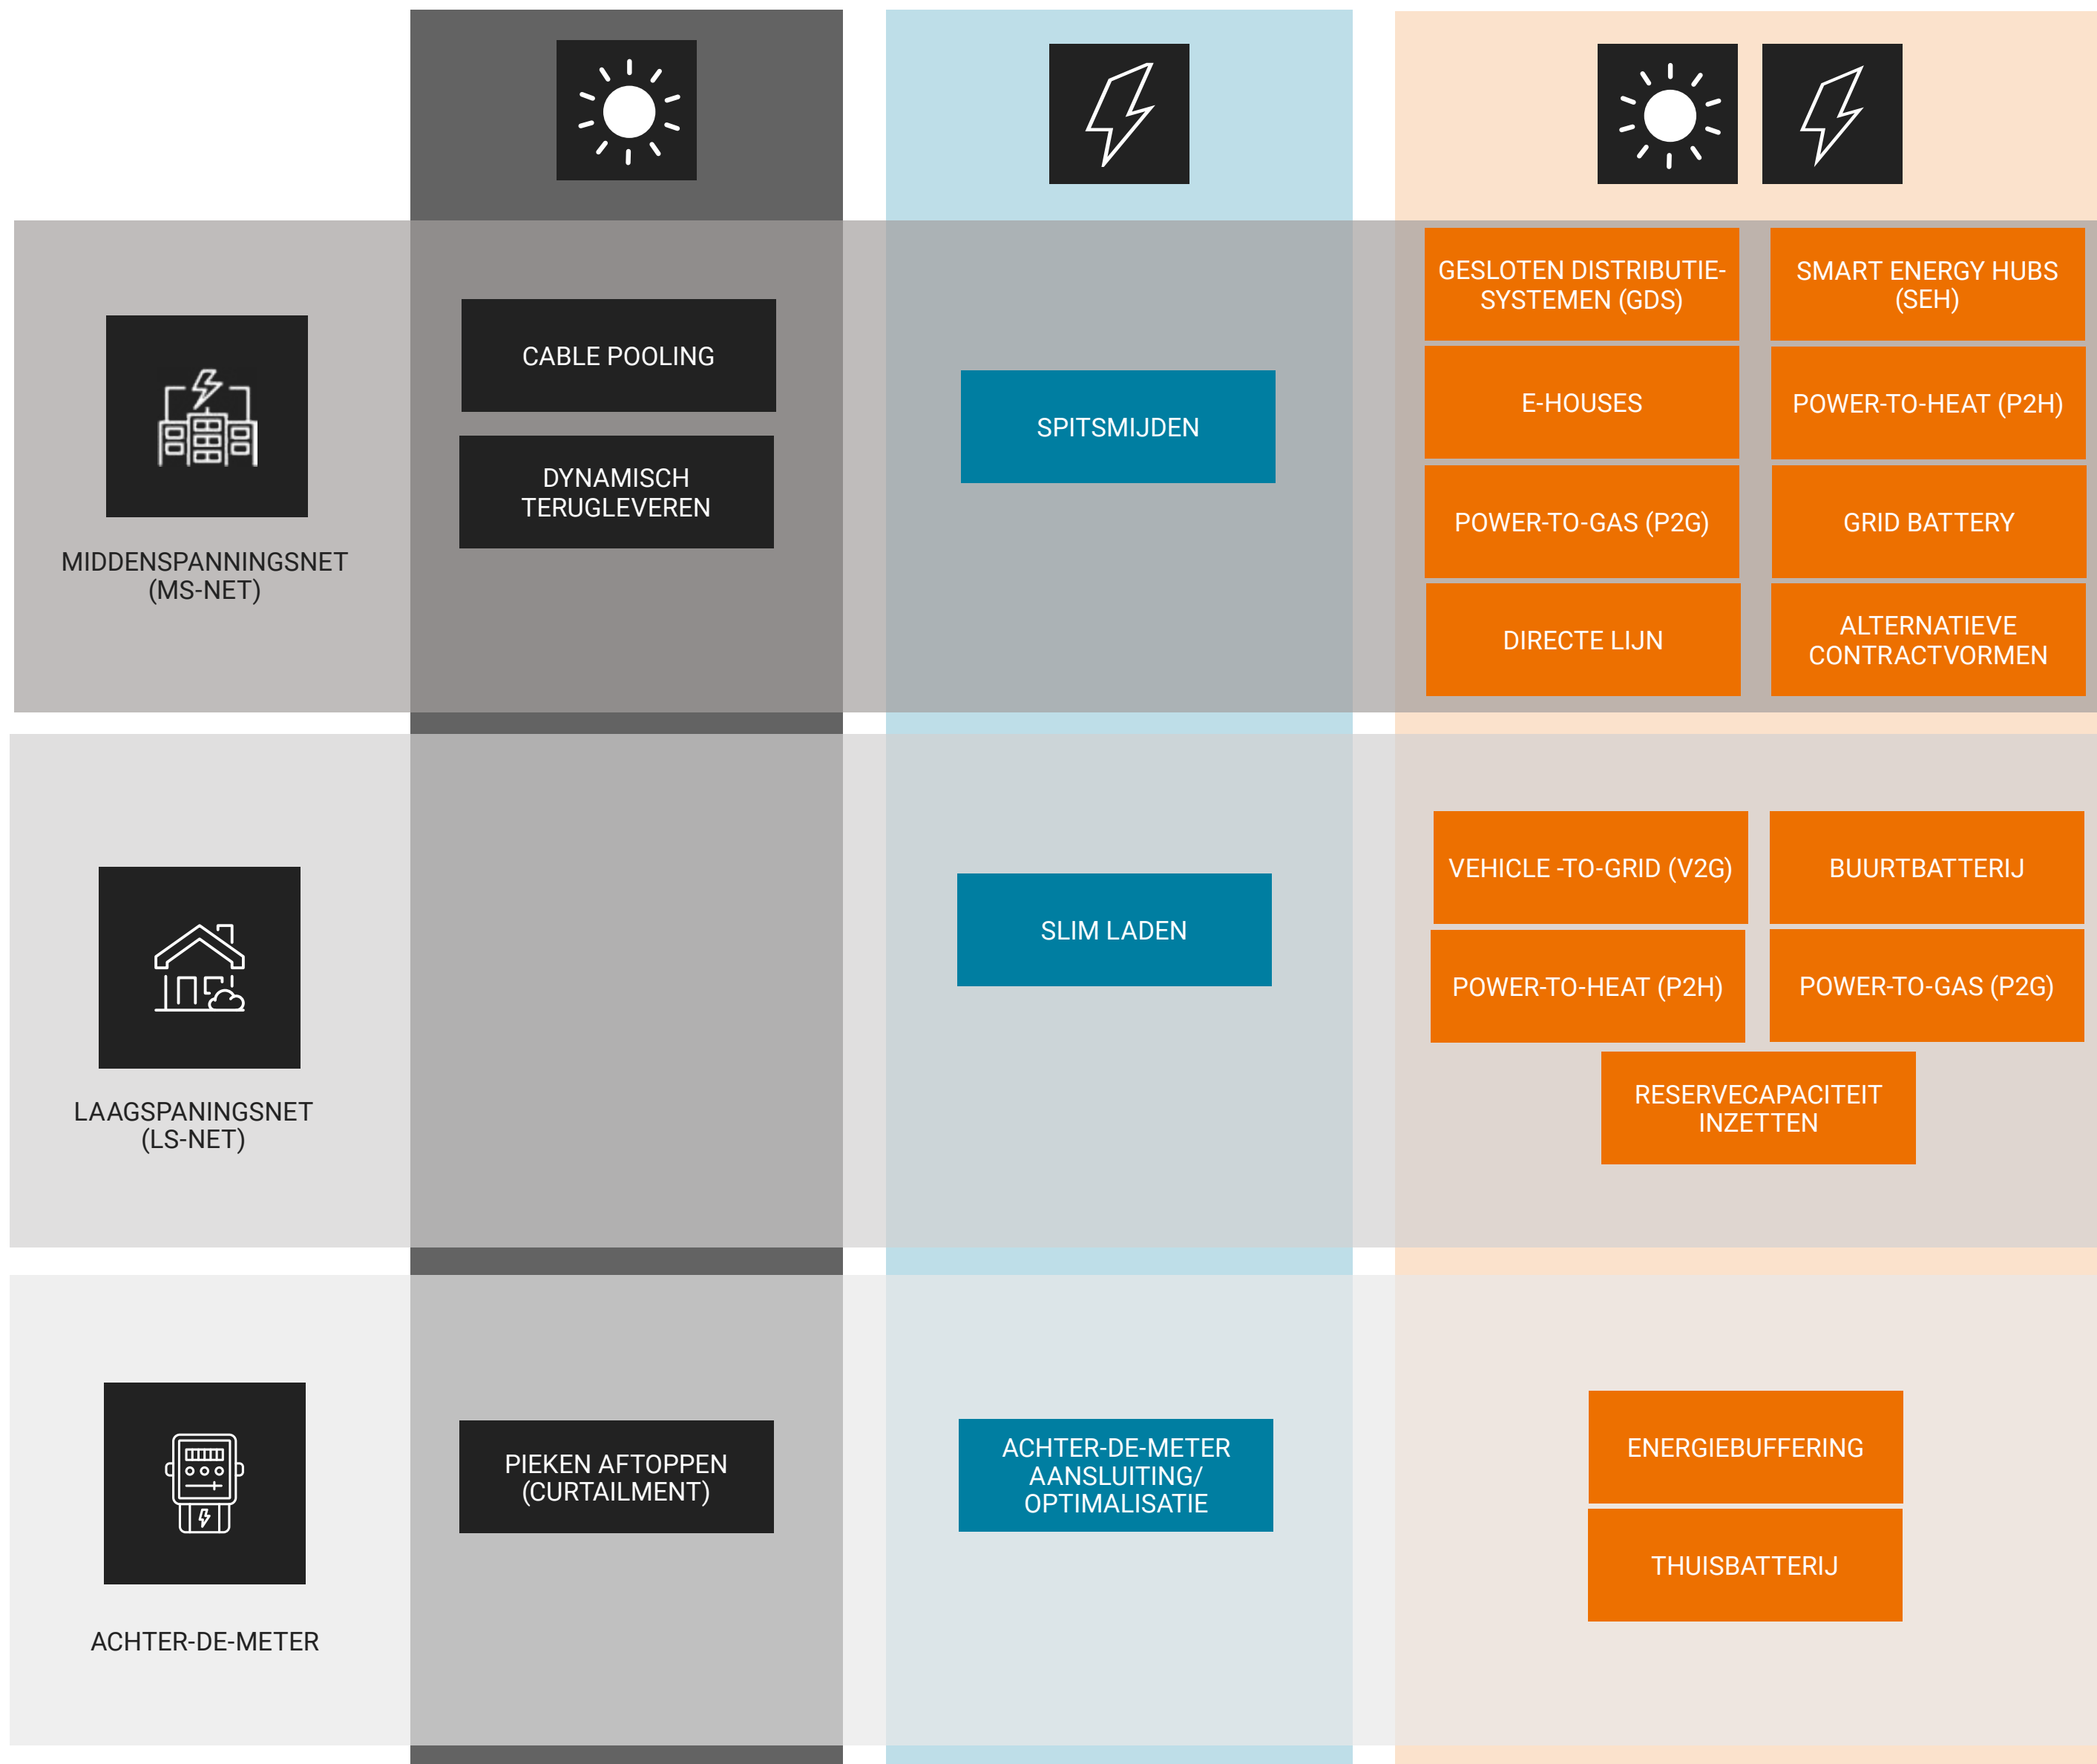 MIDDENSPANNINGSNET
(MS-NET)
CABLE POOLING
DYNAMISCH
TERUGLEVEREN
SPITSMIJDEN
GESLOTEN DISTRIBUTIE-
SYSTEMEN (GDS)
SMART ENERGY HUBS
(SEH)
E-HOUSES
POWER-TO-HEAT (P2H)
POWER-TO-GAS (P2G)
GRID BATTERY
DIRECTE LIJN
ALTERNATIEVE
CONTRACTVORMEN
LAAGSPANINGSNET
(LS-NET)
SLIM LADEN
VEHICLE -TO-GRID (V2G)
BUURTBATTERIJ
POWER-TO-HEAT (P2H)
POWER-TO-GAS (P2G)
RESERVECAPACITEIT
INZETTEN
ACHTER-DE-METER
PIEKEN AFTOPPEN
(CURTAILMENT)
ACHTER-DE-METER
AANSLUITING/
OPTIMALISATIE
ENERGIEBUFFERING
THUISBATTERIJ